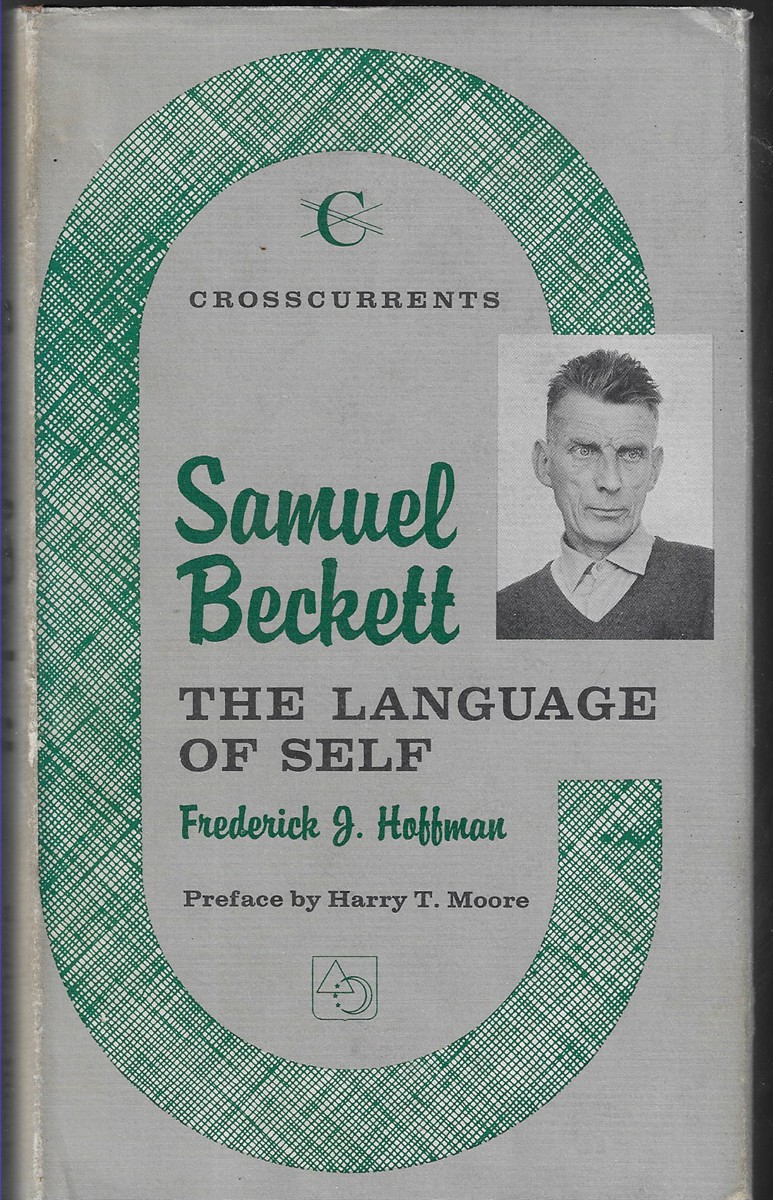 C
CROSSCURRENTS
Samuel
Beckett
THE LANGUAGE
OF SELF
Frederick J. Hoffman
Preface by Harry T. Moore